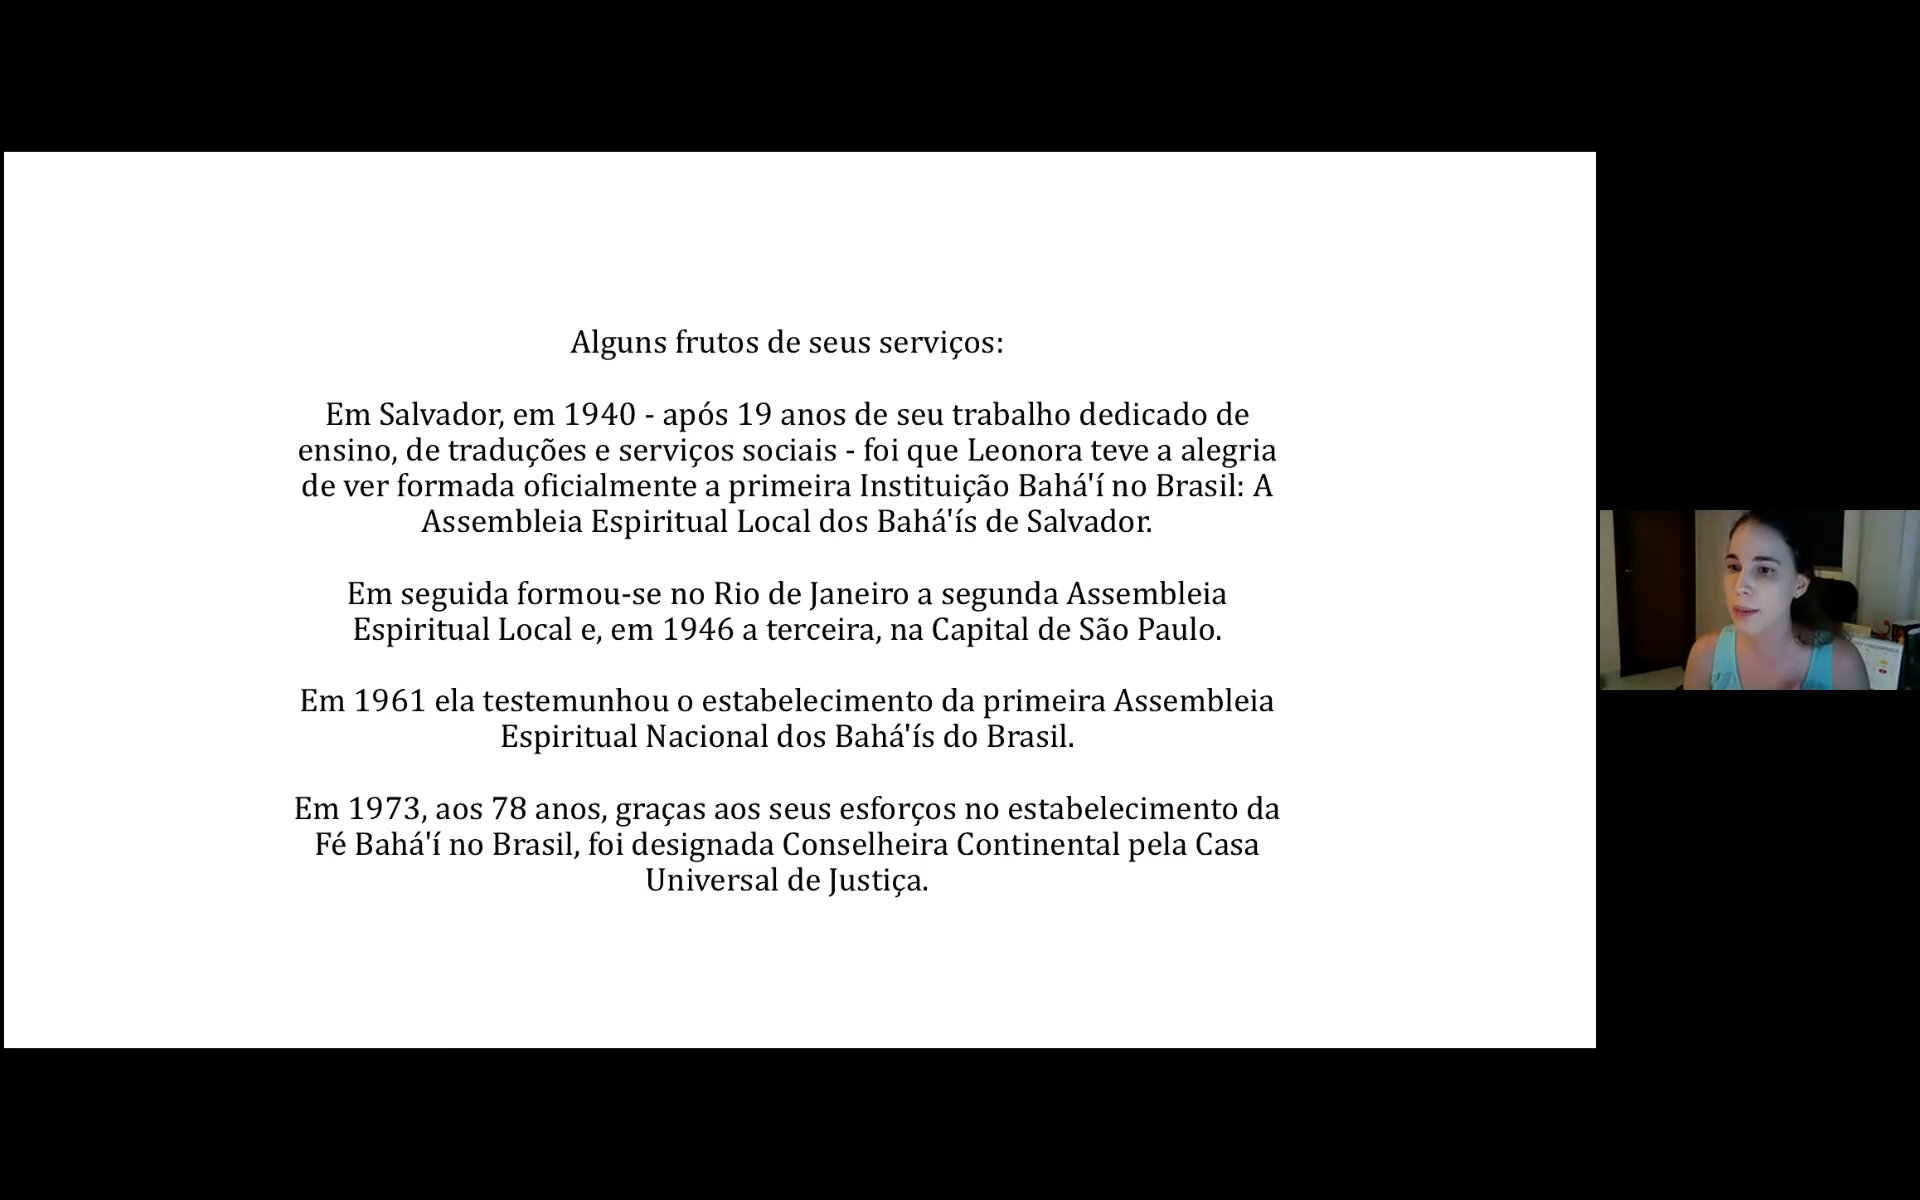 Alguns frutos de seus serviços:
Em Salvador, em 1940 - após 19 anos de seu trabalho dedicado de
ensino, de traduções e serviços sociais - foi que Leonora teve a alegria
de ver formada oficialmente a primeira Instituição Bahá'í no Brasil: A
Assembleia Espiritual Local dos Bahá'ís de Salvador.
Em seguida formou-se no Rio de Janeiro a segunda Assembleia
Espiritual Local e, em 1946 a terceira, na Capital de São Paulo.
Em 1961 ela testemunhou o estabelecimento da primeira Assembleia
Espiritual Nacional dos Bahá'ís do Brasil.
Em 1973, aos 78 anos, graças aos seus esforços no estabelecimento da
Fé Bahá'í no Brasil, foi designada Conselheira Continental pela Casa
Universal de Justiça.